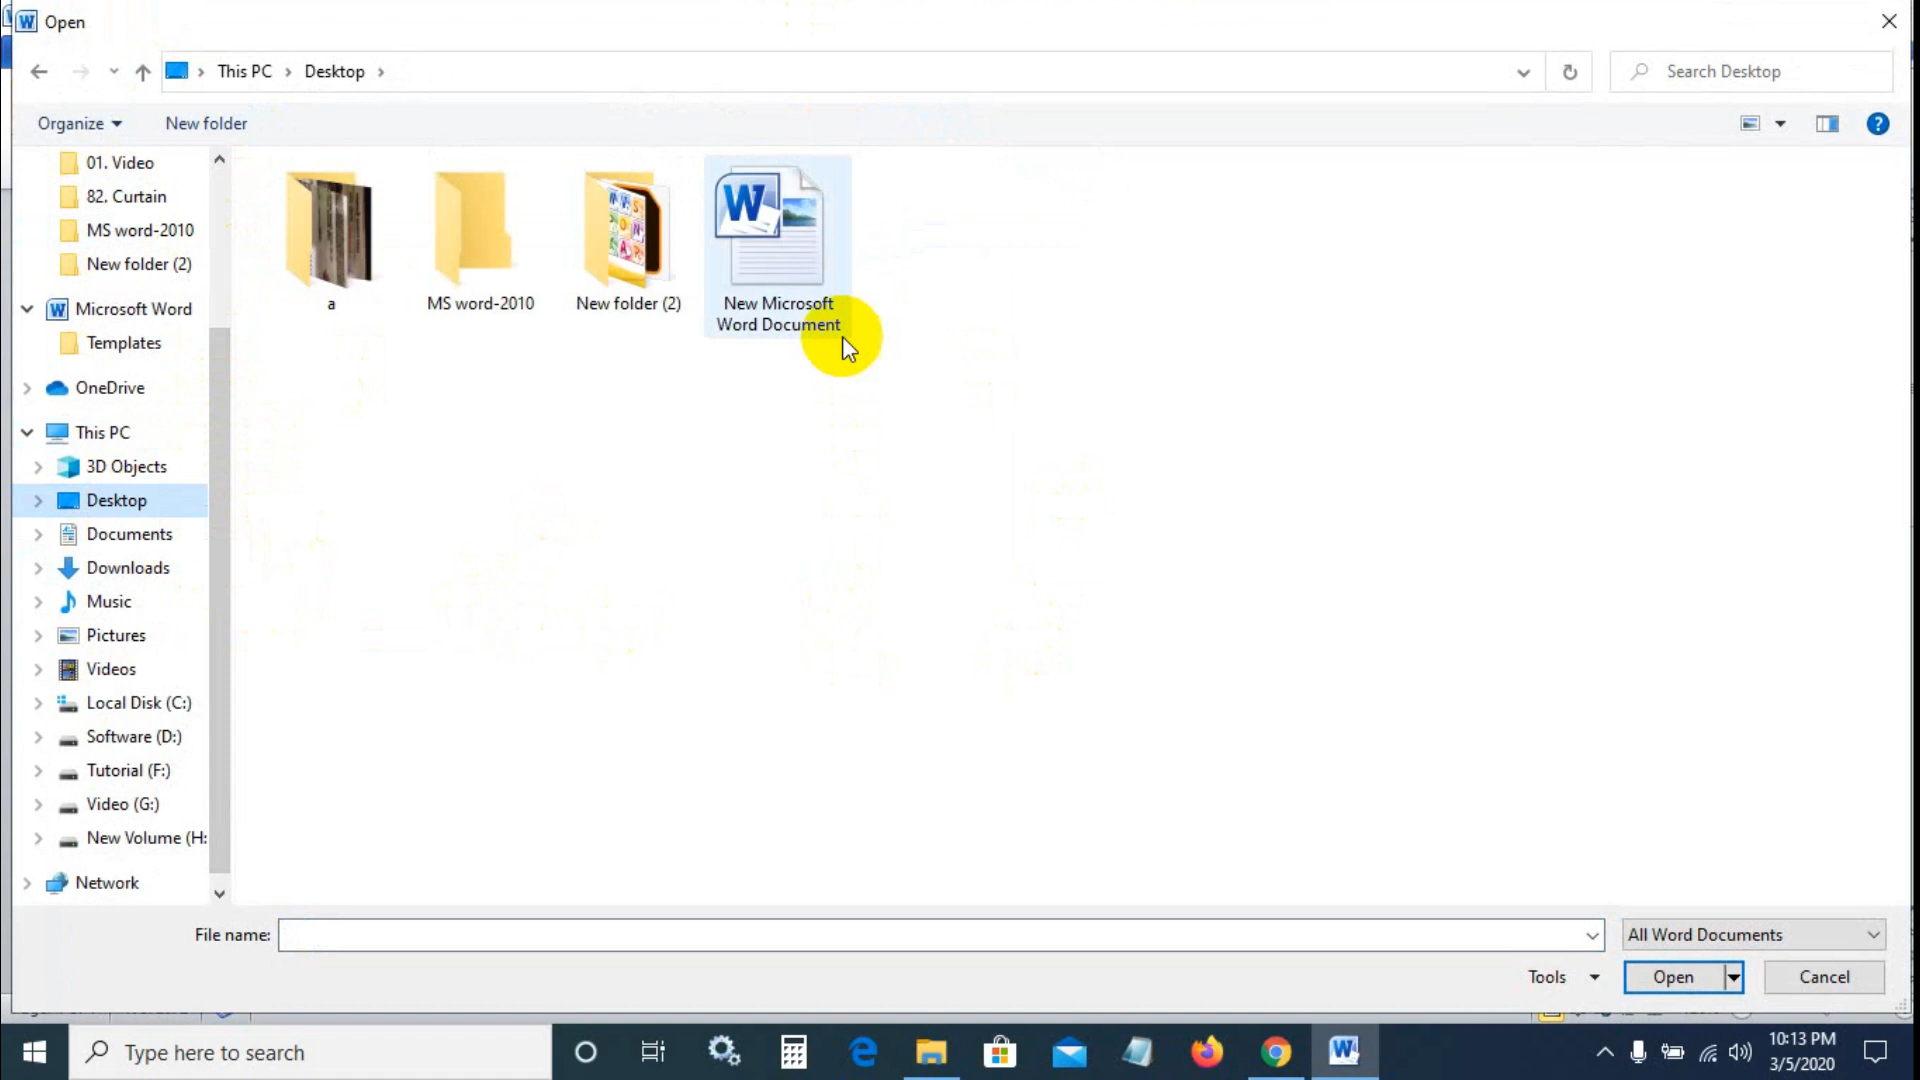 Open
This PC
Desktop
Search Desktop
Organize
New folder
01. Video
82. Curtain
MS word-2010
New folder (2)
Microsoft Word
Templates
OneDrive
This PC
3D Objects
Desktop
Documents
Downloads
Music
Pictures
Videos
Local Disk (C:)
Software (D:)
Tutorial (F:)
Video (G:)
New Volume (H:
Network
a
MS word-2010
New folder (2)
New Microsoft
Word Document
File name:
All Word Documents
Tools
Open
Cancel
Type here to search
10:13 PM
3/5/2020